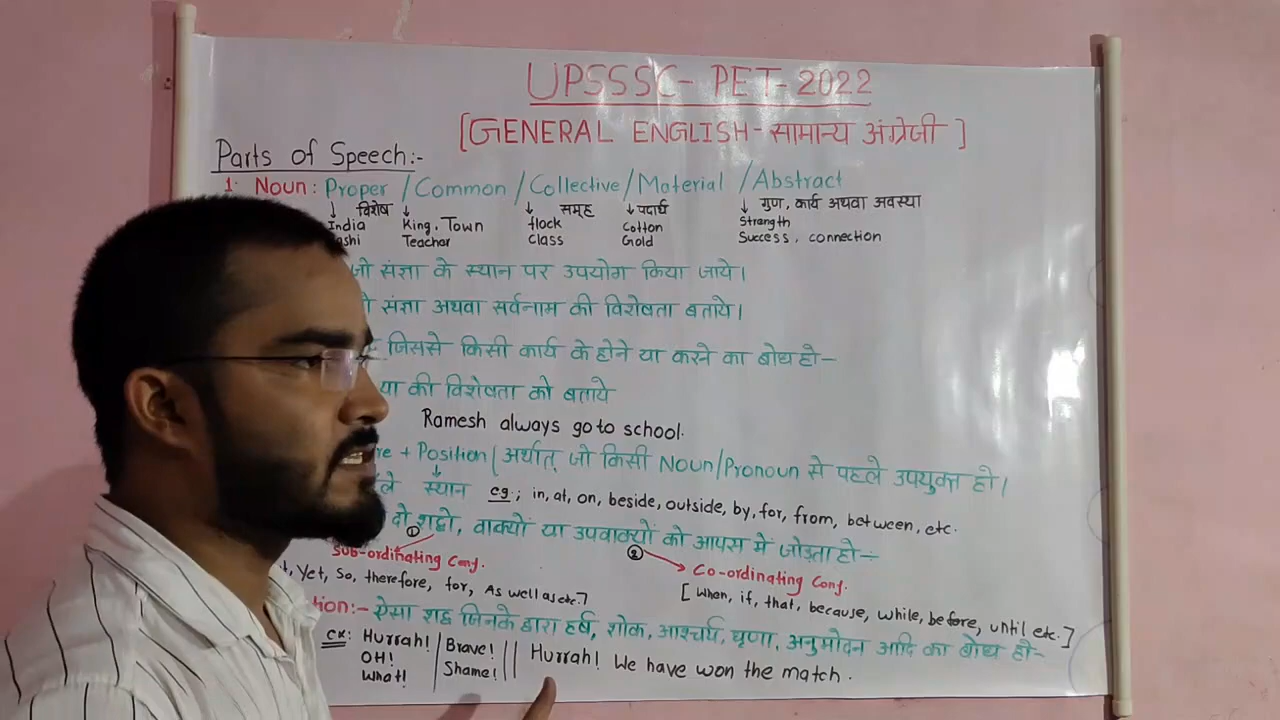 UPSSSC- PET-2022
[GENERAL ENGLISH-सामान्य अंग्रेजी ]
Parts of Speech:-
1. Noun: Proper / Common / Collective / Material / Abstract
↓ विशेष ↓ ↓ समूह ↓ पदार्थ ↓ गुण, कार्य अथवा अवस्था
India King, Town flock Cotton Strength
ashi Teacher Class Gold Success, connection
जो संज्ञा के स्थान पर उपयोग किया जाये।
संज्ञा अथवा सर्वनाम की विशेषता बताये।
जिससे किसी कार्य के होने या करने का बोध हो-
या की विशेषता को बताये
Ramesh always go to school.
re + Position ( अर्थात् जो किसी Noun/Pronoun से पहले उपयुक्त हो।
ले स्थान eg; in, at, on, beside, outside, by, for, from, between, etc.
दो शब्दो, वाक्यों या उपवाक्यों को आपस में जोड़ता हो-
① ②
Sub-ordinating Conj. → Co-ordinating Conj.
t, Yet, So, therefore, for, As well as etc.] [ When, if, that, because, while, before, until etc.]
tion:- ऐसा शब्द जिनके द्वारा हर्ष, शोक, आश्चर्य, घृणा, अनुमोदन आदि का बोध हो-
ex: Hurrah! / Brave! || Hurrah! We have won the match.
OH! Shame!
What!